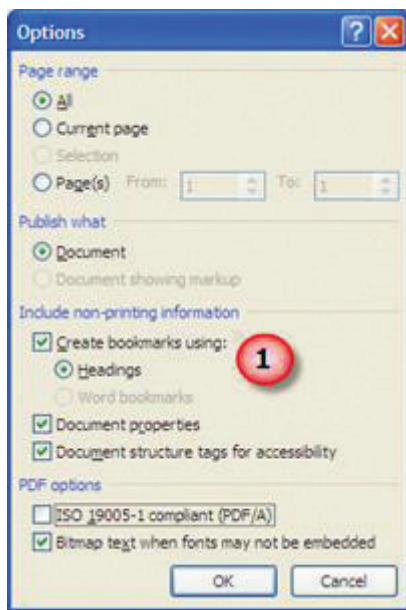 Options
Page range
All
Current page
Selection
Page(s) From: 1 To: 1
Publish what
Document
Document showing markup
Include non-printing information
Create bookmarks using:
1
Headings
Word bookmarks
Document properties
Document structure tags for accessibility
PDF options
ISO 19005-1 compliant (PDF/A)
Bitmap text when fonts may not be embedded
OK Cancel